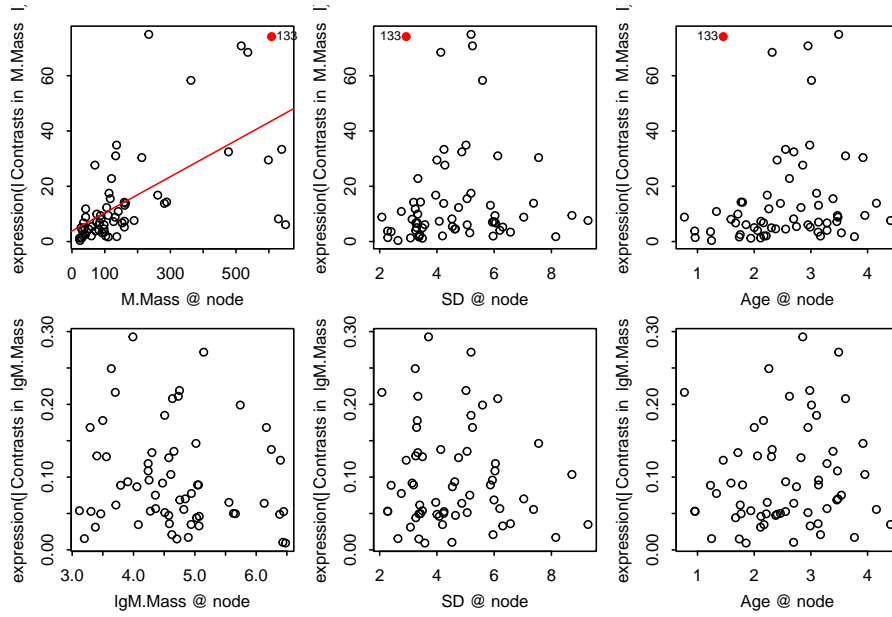 expression(| Contrasts in M.Mass |,
0 20 40 60
133
0 100 300 500
M.Mass @ node
expression(| Contrasts in M.Mass |,
0 20 40 60
133
2 4 6 8
SD @ node
expression(| Contrasts in M.Mass |,
0 20 40 60
133
1 2 3 4
Age @ node
expression(| Contrasts in lgM.Mass
0.00 0.10 0.20 0.30
3.0 4.0 5.0 6.0
lgM.Mass @ node
expression(| Contrasts in lgM.Mass
0.00 0.10 0.20 0.30
2 4 6 8
SD @ node
expression(| Contrasts in lgM.Mass
0.00 0.10 0.20 0.30
1 2 3 4
Age @ node